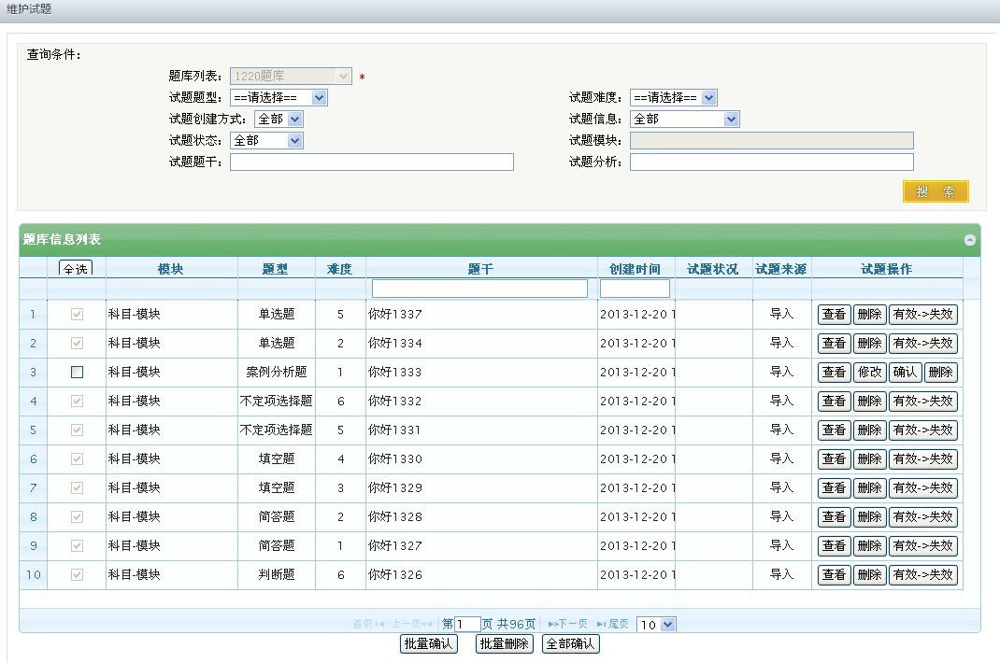 维护试题
查询条件：
题库列表： 1220题库 *
试题题型： ==请选择== 试题难度： ==请选择==
试题创建方式： 全部 试题信息： 全部
试题状态： 全部 试题模块：
试题题干： 试题分析：
搜 索
题库信息列表
全选 模块 题型 难度 题干 创建时间 试题状况 试题来源 试题操作
1 科目-模块 单选题 5 你好1337 2013-12-20 1 导入 查看 删除 有效->失效
2 科目-模块 单选题 2 你好1334 2013-12-20 1 导入 查看 删除 有效->失效
3 科目-模块 案例分析题 1 你好1333 2013-12-20 1 导入 查看 修改 确认 删除
4 科目-模块 不定项选择题 6 你好1332 2013-12-20 1 导入 查看 删除 有效->失效
5 科目-模块 不定项选择题 5 你好1331 2013-12-20 1 导入 查看 删除 有效->失效
6 科目-模块 填空题 4 你好1330 2013-12-20 1 导入 查看 删除 有效->失效
7 科目-模块 填空题 3 你好1329 2013-12-20 1 导入 查看 删除 有效->失效
8 科目-模块 简答题 2 你好1328 2013-12-20 1 导入 查看 删除 有效->失效
9 科目-模块 简答题 1 你好1327 2013-12-20 1 导入 查看 删除 有效->失效
10 科目-模块 判断题 6 你好1326 2013-12-20 1 导入 查看 删除 有效->失效
首页 上一页 第 1 页 共96页 下一页 尾页 10
批量确认 批量删除 全部确认